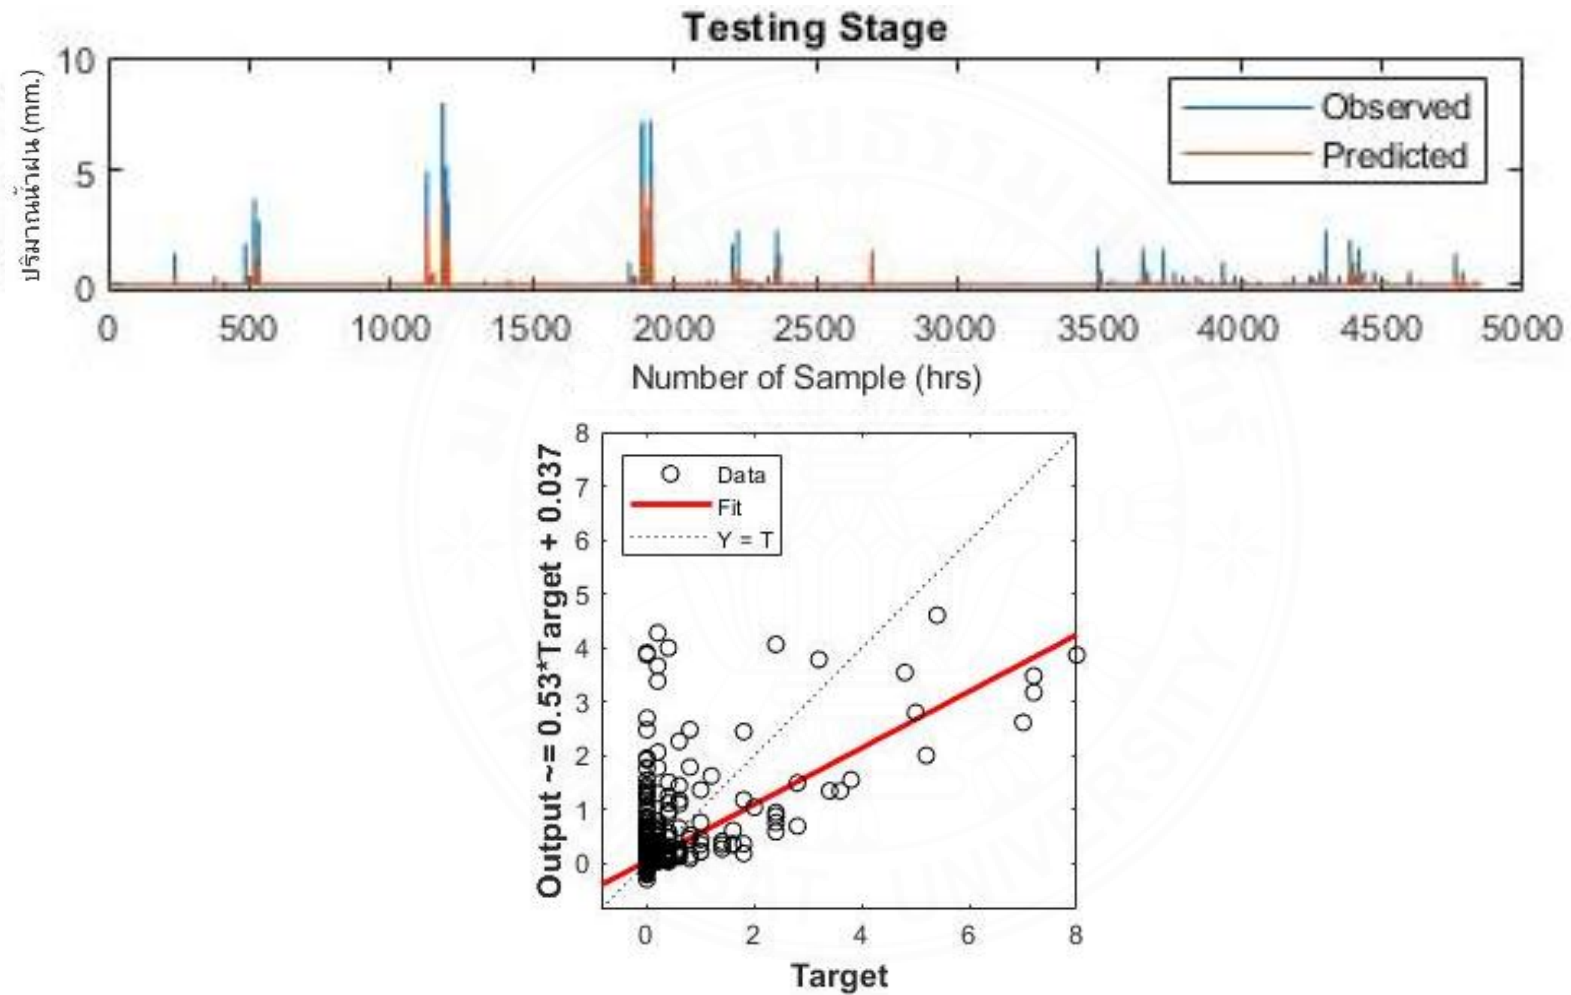 Testing Stage
ปริมาณน้ำฝน (mm.)
10
5
0
Observed
Predicted
0 500 1000 1500 2000 2500 3000 3500 4000 4500 5000
Number of Sample (hrs)
Output ~= 0.53*Target + 0.037
8
7
6
5
4
3
2
1
0
Data
Fit
Y = T
0 2 4 6 8
Target